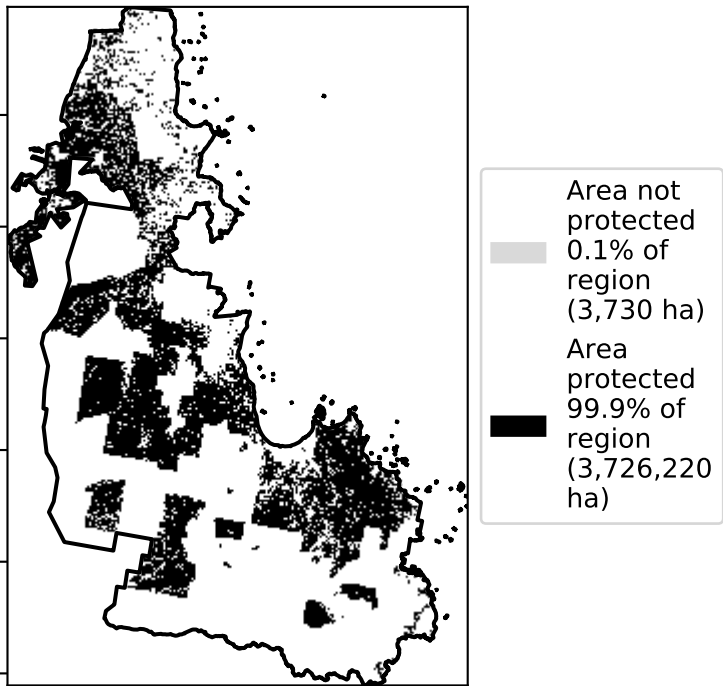 Area not
protected
0.1% of
region
(3,730 ha)
Area
protected
99.9% of
region
(3,726,220
ha)